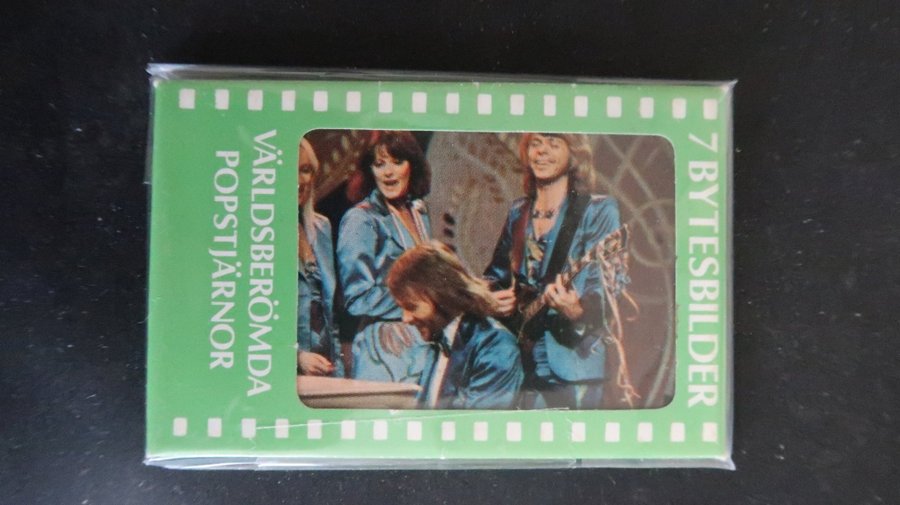 7 BYTESBILDER
VÄRLDSBERÖMDA
POPSTJÄRNOR